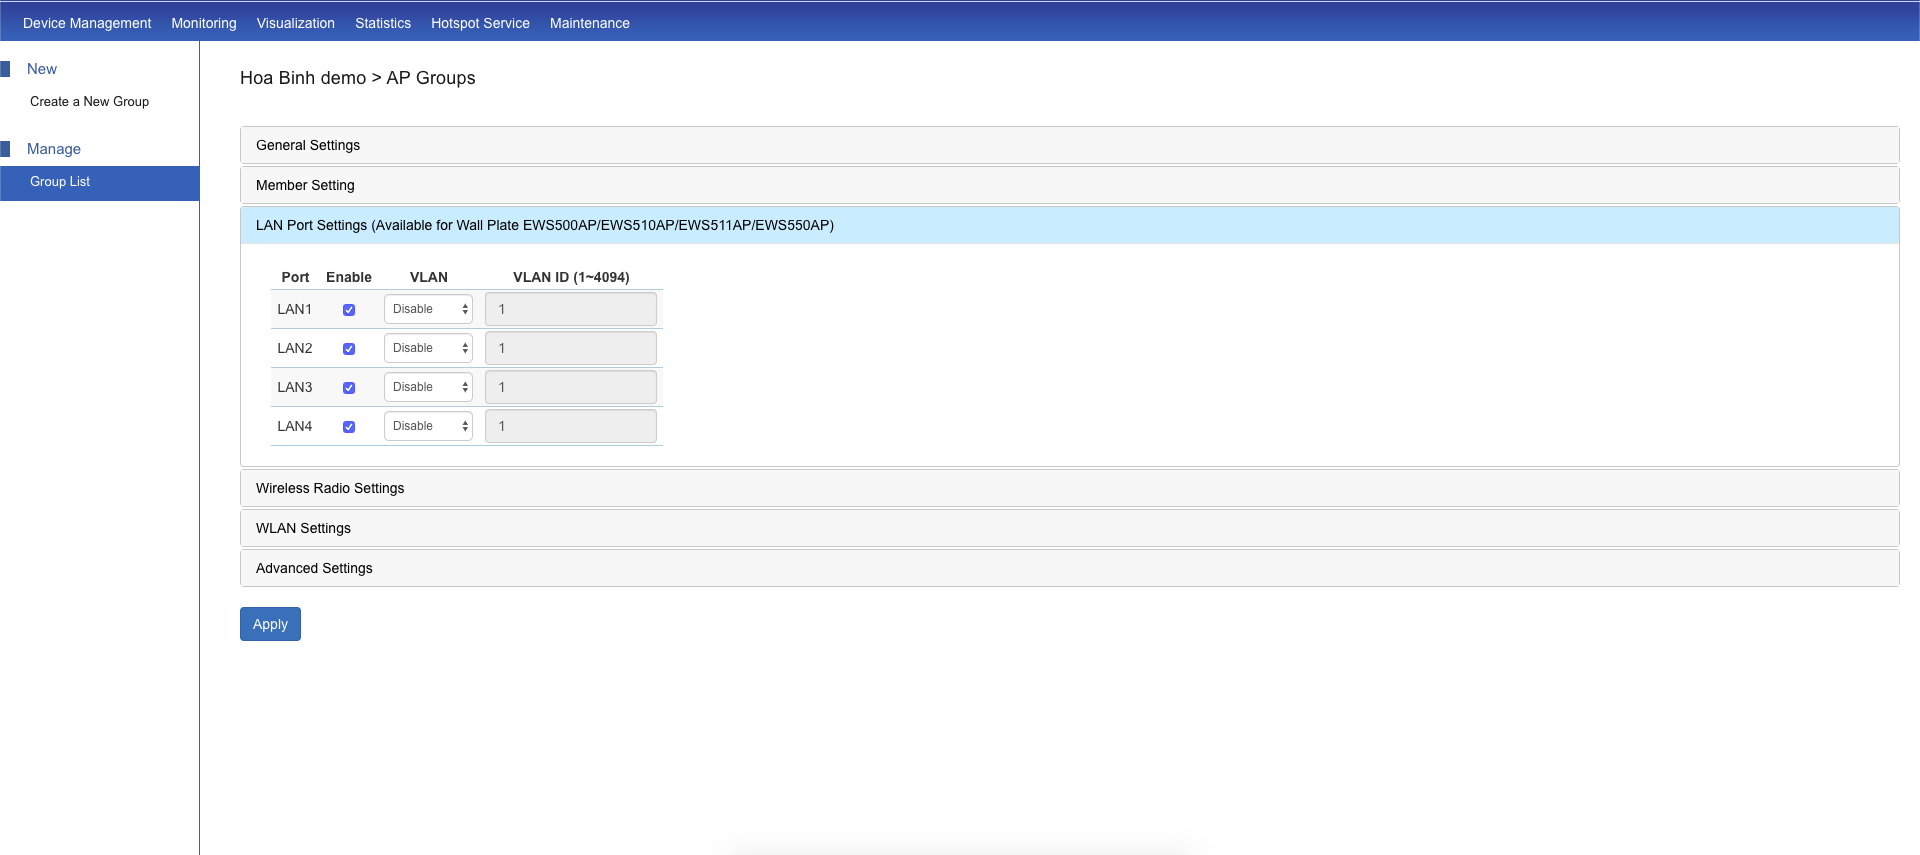 Device Management Monitoring Visualization Statistics Hotspot Service Maintenance
New
Create a New Group
Manage
Group List
Hoa Binh demo > AP Groups
General Settings
Member Setting
LAN Port Settings (Available for Wall Plate EWS500AP/EWS510AP/EWS511AP/EWS550AP)
Port Enable VLAN VLAN ID (1~4094)
LAN1 Disable 1
LAN2 Disable 1
LAN3 Disable 1
LAN4 Disable 1
Wireless Radio Settings
WLAN Settings
Advanced Settings
Apply